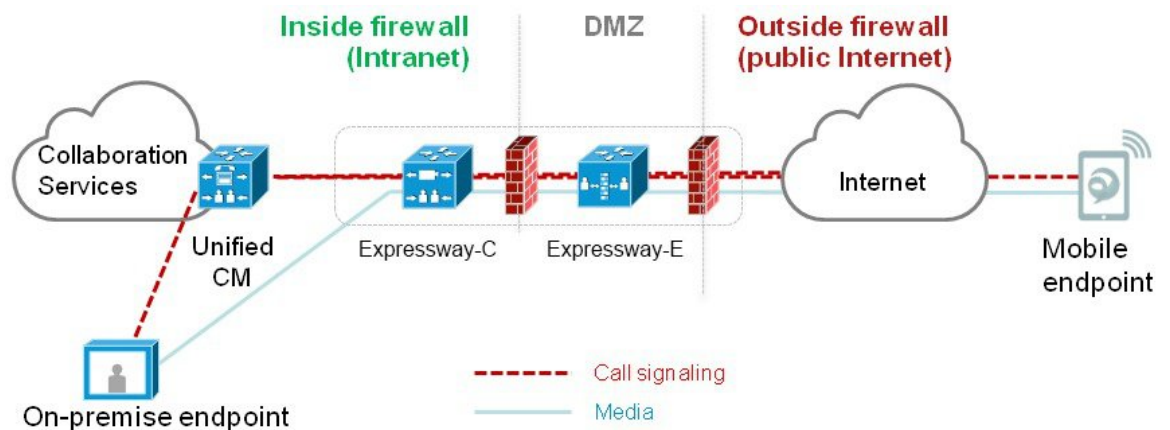 Inside firewall
(Intranet)
DMZ
Outside firewall
(public Internet)
Collaboration
Services
Unified
CM
Expressway-C
Expressway-E
Internet
Mobile
endpoint
On-premise endpoint
Call signaling
Media